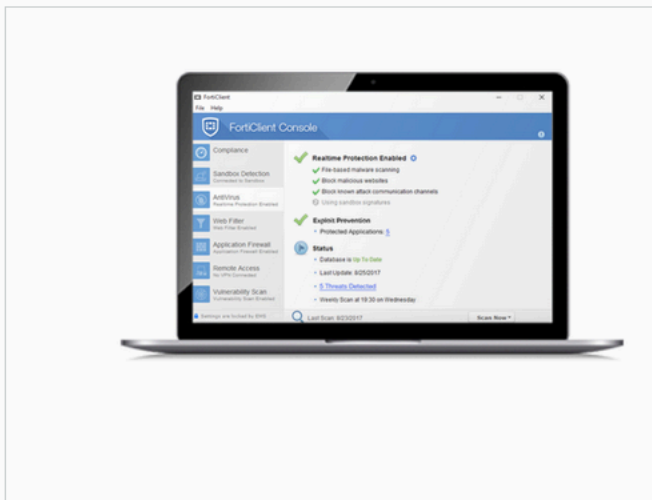 FortiClient
File Help
FortiClient Console
Compliance
Sandbox Detection
Connected to Sandbox
AntiVirus
Realtime Protection Enabled
Web Filter
Web Filter Enabled
Application Firewall
Application Firewall Enabled
Remote Access
No VPN Connected
Vulnerability Scan
Vulnerability Scan Enabled
Settings are locked by EMS
Realtime Protection Enabled
File-based malware scanning
Block malicious websites
Block known attack communication channels
Using sandbox signatures
Exploit Prevention
Protected Applications: 5
Status
Database is Up To Date
Last Update: 8/25/2017
5 Threats Detected
Weekly Scan at 19:30 on Wednesday
Last Scan: 8/23/2017
Scan Now